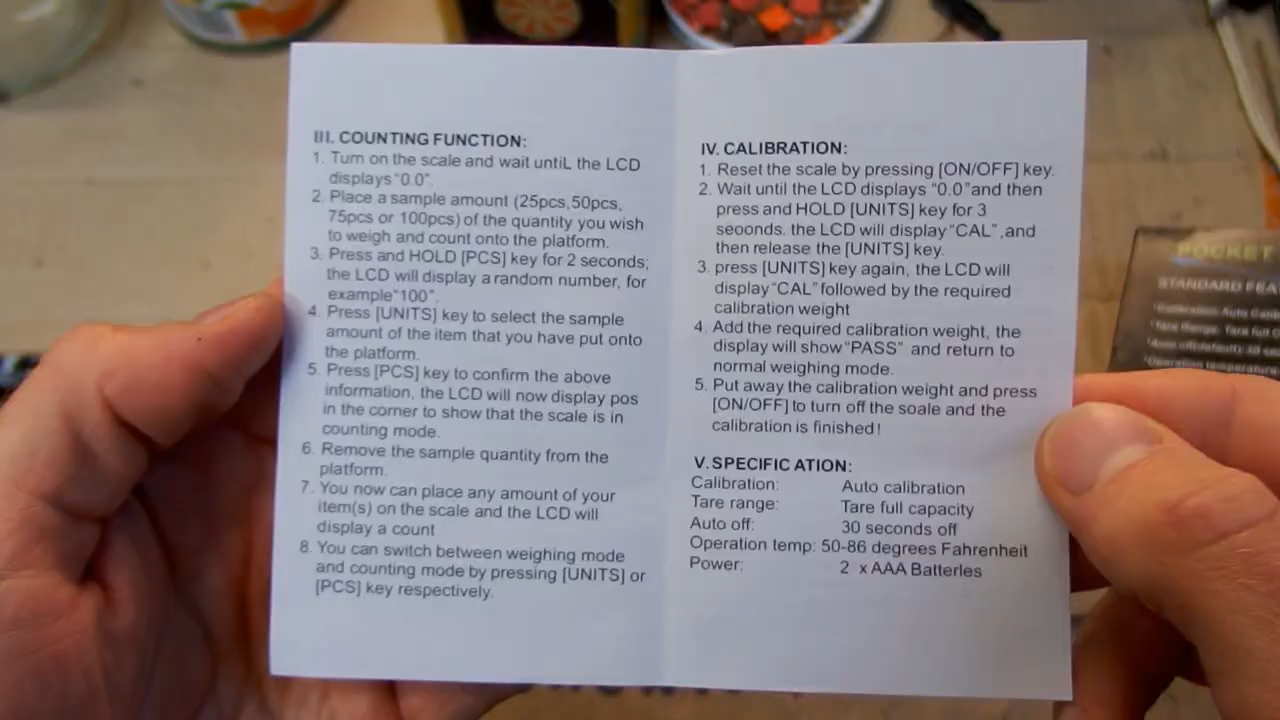 III. COUNTING FUNCTION:
1. Turn on the scale and wait untiL the LCD
displays "0.0".
2. Place a sample amount (25pcs,50pcs,
75pcs or 100pcs) of the quantity you wish
to weigh and count onto the platform.
3. Press and HOLD [PCS] key for 2 seconds;
the LCD will display a random number, for
example"100".
4. Press [UNITS] key to select the sample
amount of the item that you have put onto
the platform.
5. Press [PCS] key to confirm the above
information, the LCD will now display pos
in the corner to show that the scale is in
counting mode.
6. Remove the sample quantity from the
platform.
7. You now can place any amount of your
item(s) on the scale and the LCD will
display a count
8. You can switch between weighing mode
and counting mode by pressing [UNITS] or
[PCS] key respectively.
IV. CALIBRATION:
1. Reset the scale by pressing [ON/OFF] key.
2. Wait until the LCD displays "0.0"and then
press and HOLD [UNITS] key for 3
seoonds. the LCD will display "CAL",and
then release the [UNITS] key.
3. press [UNITS] key again, the LCD will
display "CAL" followed by the required
calibration weight
4. Add the required calibration weight, the
display will show "PASS" and return to
normal weighing mode.
5. Put away the calibration weight and press
[ON/OFF] to turn off the soale and the
calibration is finished!
V. SPECIFIC ATION:
Calibration: Auto calibration
Tare range: Tare full capacity
Auto off: 30 seconds off
Operation temp: 50-86 degrees Fahrenheit
Power: 2 x AAA Batterles
POCKET
STANDARD FEA